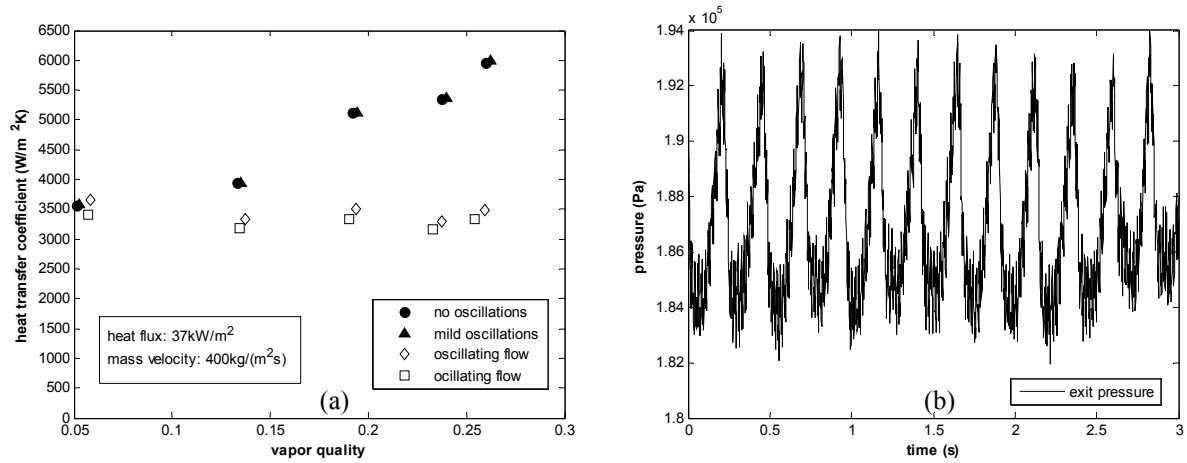 6500
6000
5500
5000
4500
4000
3500
3000
2500
2000
1500
1000
500
0
heat transfer coefficient (W/m 2K)
no oscillations
mild oscillations
oscillating flow
ocillating flow
heat flux: 37kW/m2
mass velocity: 400kg/(m2s)
(a)
0.05 0.1 0.15 0.2 0.25 0.3
vapor quality
x 105
1.94
1.92
1.9
1.88
1.86
1.84
1.82
1.8
pressure (Pa)
exit pressure
(b)
0 0.5 1 1.5 2 2.5 3
time (s)